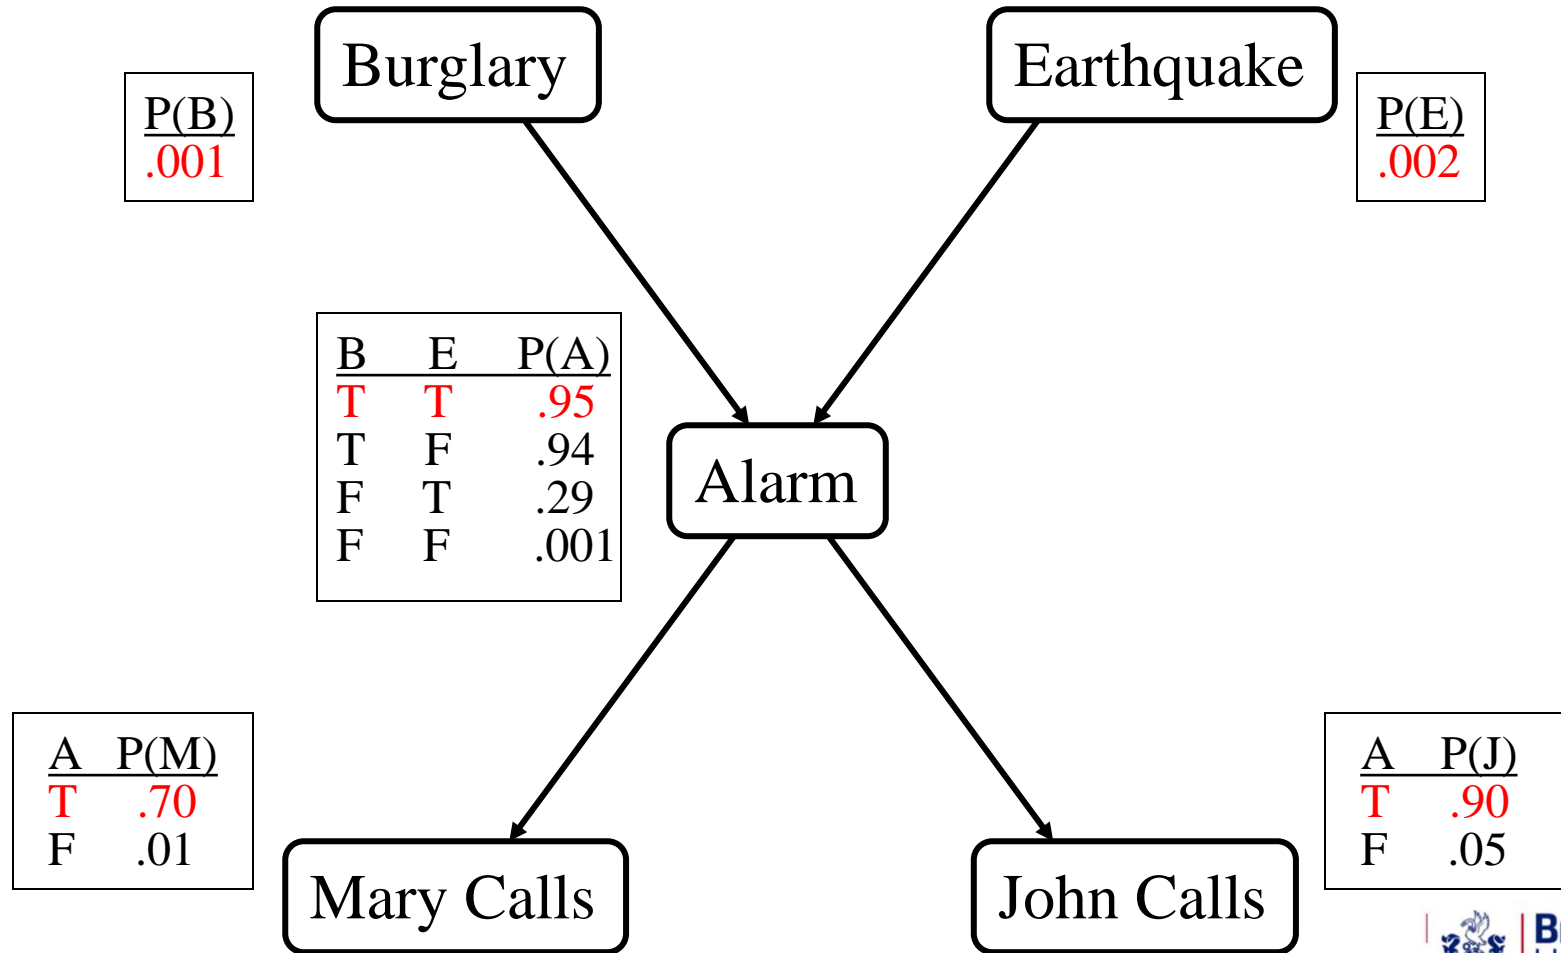 Burglary
Earthquake
P(B)
.001
P(E)
.002
B E P(A)
T T .95
T F .94
F T .29
F F .001
Alarm
A P(M)
T .70
F .01
A P(J)
T .90
F .05
Mary Calls
John Calls